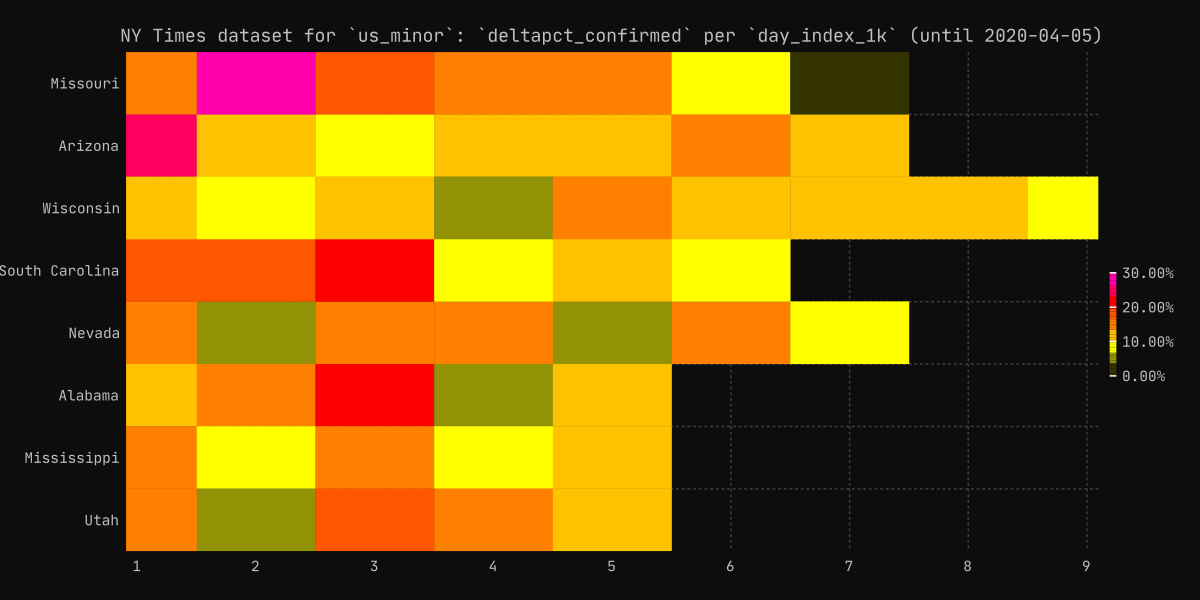 NY Times dataset for `us_minor`: `deltapct_confirmed` per `day_index_1k` (until 2020-04-05)
Missouri
Arizona
Wisconsin
South Carolina
Nevada
Alabama
Mississippi
Utah
30.00%
20.00%
10.00%
0.00%
1 2 3 4 5 6 7 8 9